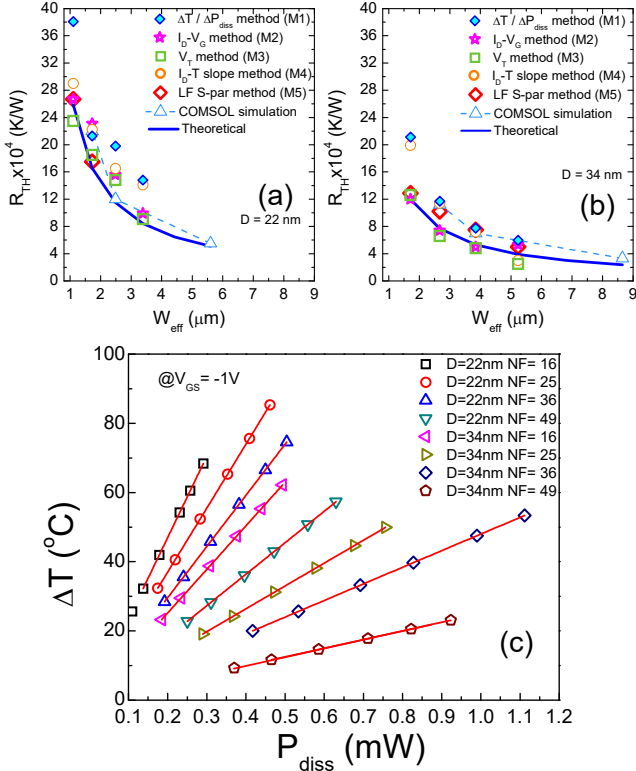 40
36
32
28
24
20
16
12
8
4
0
R_TH x10^4 (K/W)
ΔT / ΔP_diss method (M1)
I_D-V_G method (M2)
V_T method (M3)
I_D-T slope method (M4)
LF S-par method (M5)
COMSOL simulation
Theoretical
(a)
D = 22 nm
1 2 3 4 5 6 7 8 9
W_eff (μm)
40
36
32
28
24
20
16
12
8
4
0
R_TH x10^4 (K/W)
ΔT / ΔP_diss method (M1)
I_D-V_G method (M2)
V_T method (M3)
I_D-T slope method (M4)
LF S-par method (M5)
COMSOL simulation
Theoretical
D = 34 nm
(b)
1 2 3 4 5 6 7 8 9
W_eff (μm)
100
80
60
40
20
0
ΔT (°C)
@V_GS= -1V
D=22nm NF= 16
D=22nm NF= 25
D=22nm NF= 36
D=22nm NF= 49
D=34nm NF= 16
D=34nm NF= 25
D=34nm NF= 36
D=34nm NF= 49
(c)
0.1 0.2 0.3 0.4 0.5 0.6 0.7 0.8 0.9 1.0 1.1 1.2
P_diss (mW)